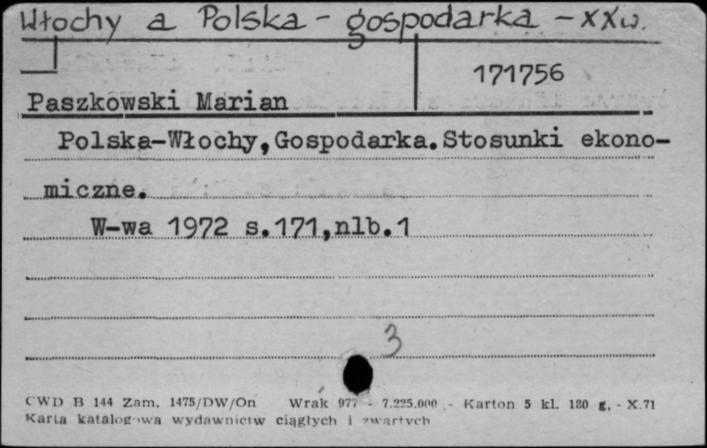 Włochy a Polska - gospodarka - XXw.
171756
Paszkowski Marian
Polska-Włochy,Gospodarka.Stosunki ekono-
miczne.
W-wa 1972 s.171,nlb.1
3
CWD B 144 Zam. 1475/DW/On Wrak 977 - 7.225.000 - Karton 5 kl. 180 g. - X.71
Karta katalogowa wydawnictw ciągłych i zwartych